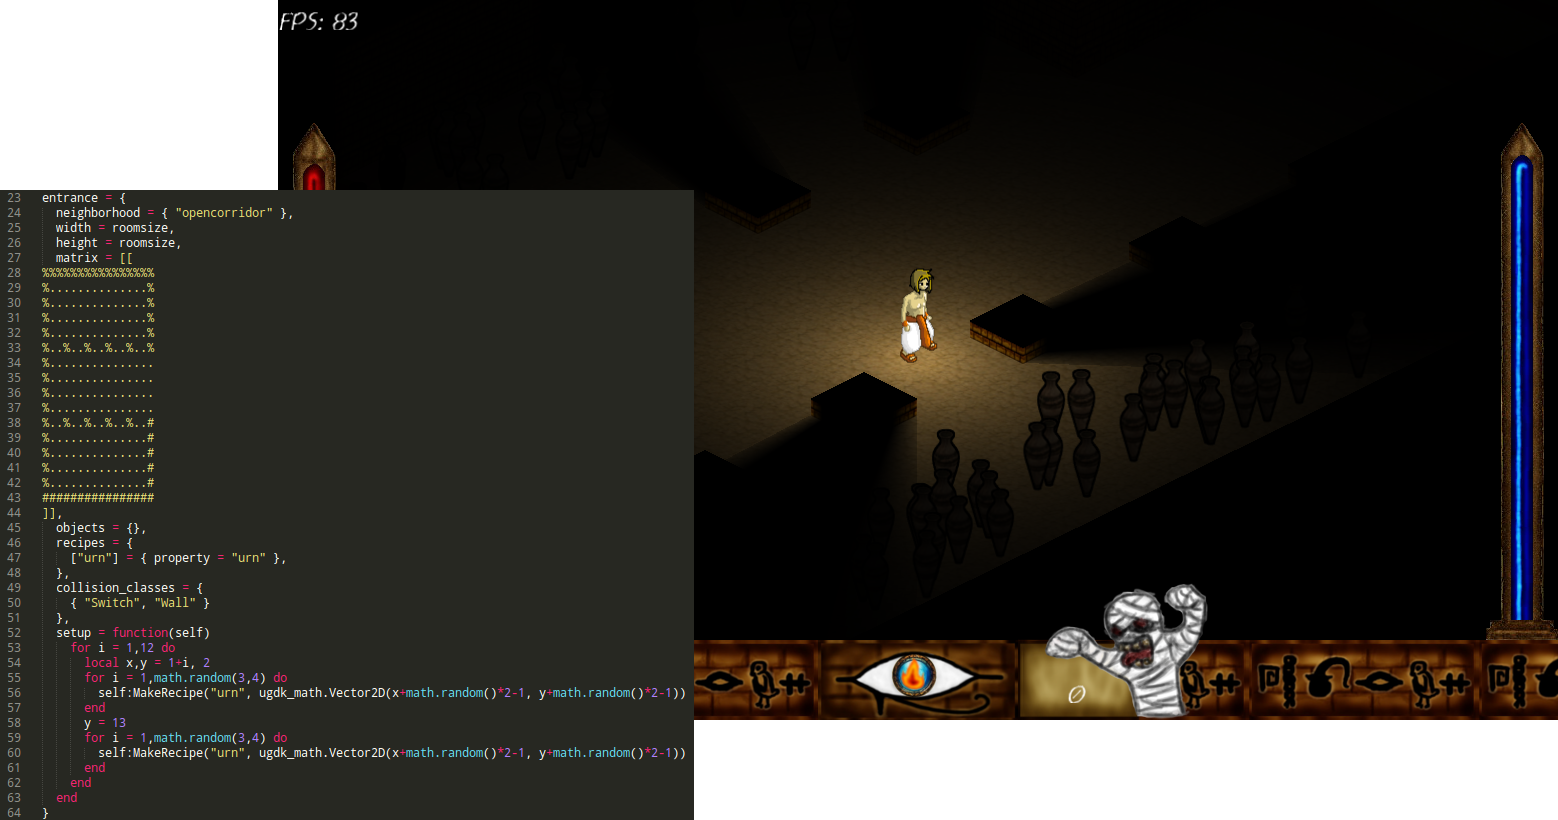 FPS: 83
23 entrance = {
24   neighborhood = { "opencorridor" },
25   width = roomsize,
26   height = roomsize,
27   matrix = [[
28 %%%%%%%%%%%%%%%%
29 %..............%
30 %..............%
31 %..............%
32 %..............%
33 %..%..%..%..%..%
34 %...............
35 %...............
36 %...............
37 %...............
38 %..%..%..%..%..#
39 %..............#
40 %..............#
41 %..............#
42 %..............#
43 ################
44 ]],
45   objects = {},
46   recipes = {
47     ["urn"] = { property = "urn" },
48   },
49   collision_classes = {
50     { "Switch", "Wall" }
51   },
52   setup = function(self)
53     for i = 1,12 do
54       local x,y = 1+i, 2
55       for i = 1,math.random(3,4) do
56         self:MakeRecipe("urn", ugdk_math.Vector2D(x+math.random()*2-1, y+math.random()*2-1))
57       end
58       y = 13
59       for i = 1,math.random(3,4) do
60         self:MakeRecipe("urn", ugdk_math.Vector2D(x+math.random()*2-1, y+math.random()*2-1))
61       end
62     end
63   end
64 }
0